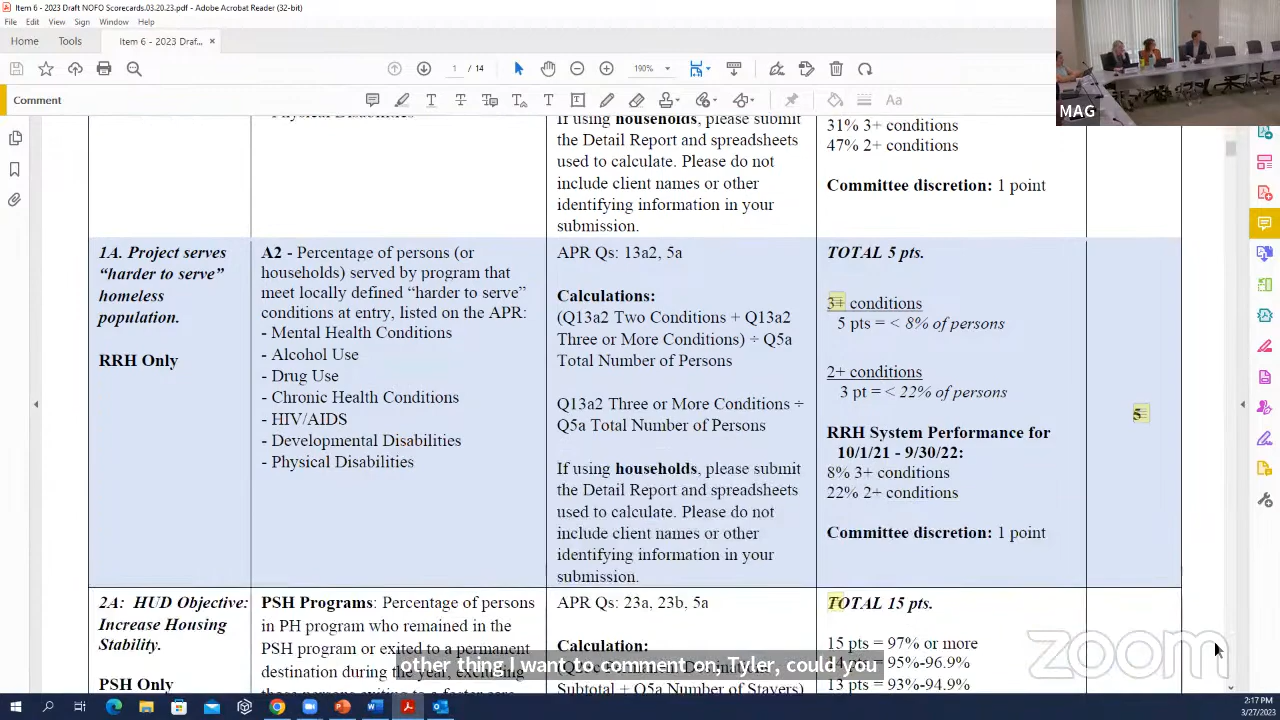 Item 6 - 2023 Draft NOFO Scorecards.03.20.23.pdf - Adobe Acrobat Reader (32-bit)
File Edit View Sign Window Help
Home Tools Item 6 - 2023 Draf... ×
1 / 14 190%
Comment
MAG
- Physical Disabilities
If using households, please submit
the Detail Report and spreadsheets
used to calculate. Please do not
include client names or other
identifying information in your
submission.
31% 3+ conditions
47% 2+ conditions
Committee discretion: 1 point
1.A. Project serves
“harder to serve”
homeless
population.
RRH Only
A2 - Percentage of persons (or
households) served by program that
meet locally defined “harder to serve”
conditions at entry, listed on the APR:
- Mental Health Conditions
- Alcohol Use
- Drug Use
- Chronic Health Conditions
- HIV/AIDS
- Developmental Disabilities
- Physical Disabilities
APR Qs: 13a2, 5a
Calculations:
(Q13a2 Two Conditions + Q13a2
Three or More Conditions) ÷ Q5a
Total Number of Persons
Q13a2 Three or More Conditions ÷
Q5a Total Number of Persons
If using households, please submit
the Detail Report and spreadsheets
used to calculate. Please do not
include client names or other
identifying information in your
submission.
TOTAL 5 pts.
3+ conditions
5 pts = < 8% of persons
2+ conditions
3 pt = < 22% of persons
RRH System Performance for
10/1/21 - 9/30/22:
8% 3+ conditions
22% 2+ conditions
Committee discretion: 1 point
5
2A: HUD Objective:
Increase Housing
Stability.
PSH Only
PSH Programs: Percentage of persons
in PH program who remained in the
PSH program or exited to a permanent
destination during the year, excluding
APR Qs: 23a, 23b, 5a
Calculation:
Subtotal + Q5a Number of Stayers)
TOTAL 15 pts.
15 pts = 97% or more
95%-96.9%
13 pts = 93%-94.9%
other thing I want to comment on, Tyler, could you
zoom
2:17 PM
3/27/2023